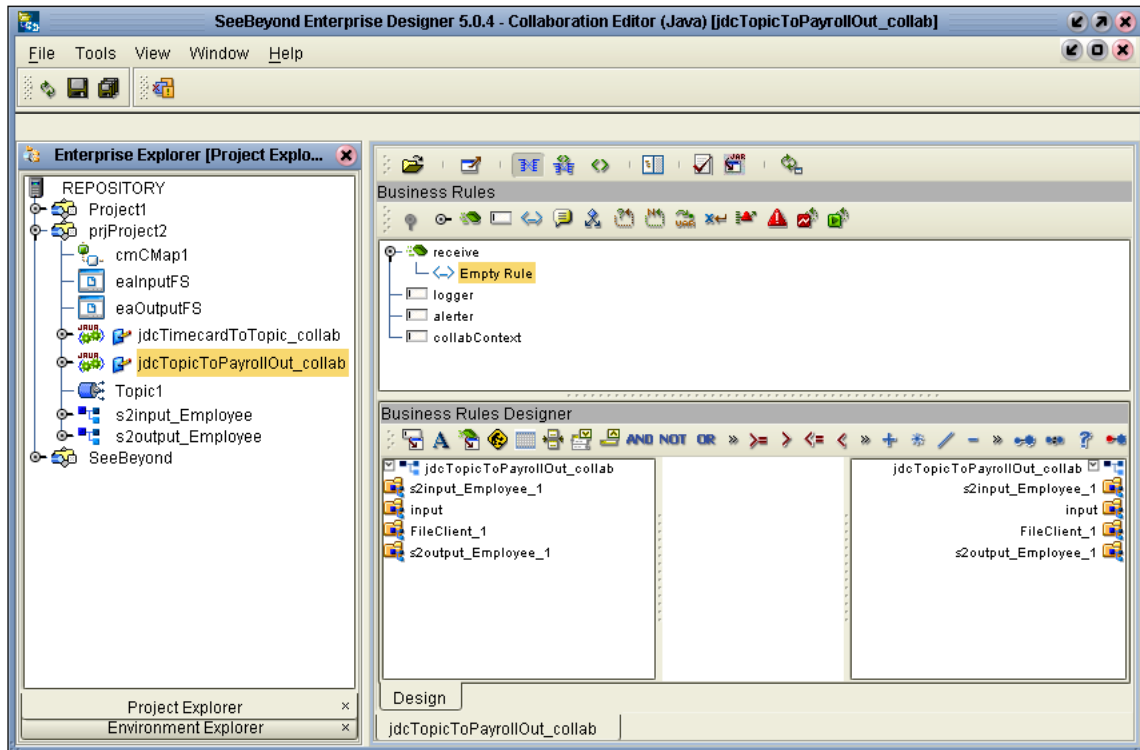 SeeBeyond Enterprise Designer 5.0.4 - Collaboration Editor (Java) [jdcTopicToPayrollOut_collab]
File Tools View Window Help
Enterprise Explorer [Project Explo...
REPOSITORY
Project1
prjProject2
cmCMap1
eaInputFS
eaOutputFS
JAVA jdcTimecardToTopic_collab
JAVA jdcTopicToPayrollOut_collab
Topic1
s2input_Employee
s2output_Employee
SeeBeyond
Project Explorer ×
Environment Explorer ×
JAR
Business Rules
receive
<--> Empty Rule
logger
alerter
collabContext
Business Rules Designer
A AND NOT OR » >= > <= < » + / - » ?
jdcTopicToPayrollOut_collab
s2input_Employee_1
input
FileClient_1
s2output_Employee_1
jdcTopicToPayrollOut_collab
s2input_Employee_1
input
FileClient_1
s2output_Employee_1
Design
jdcTopicToPayrollOut_collab